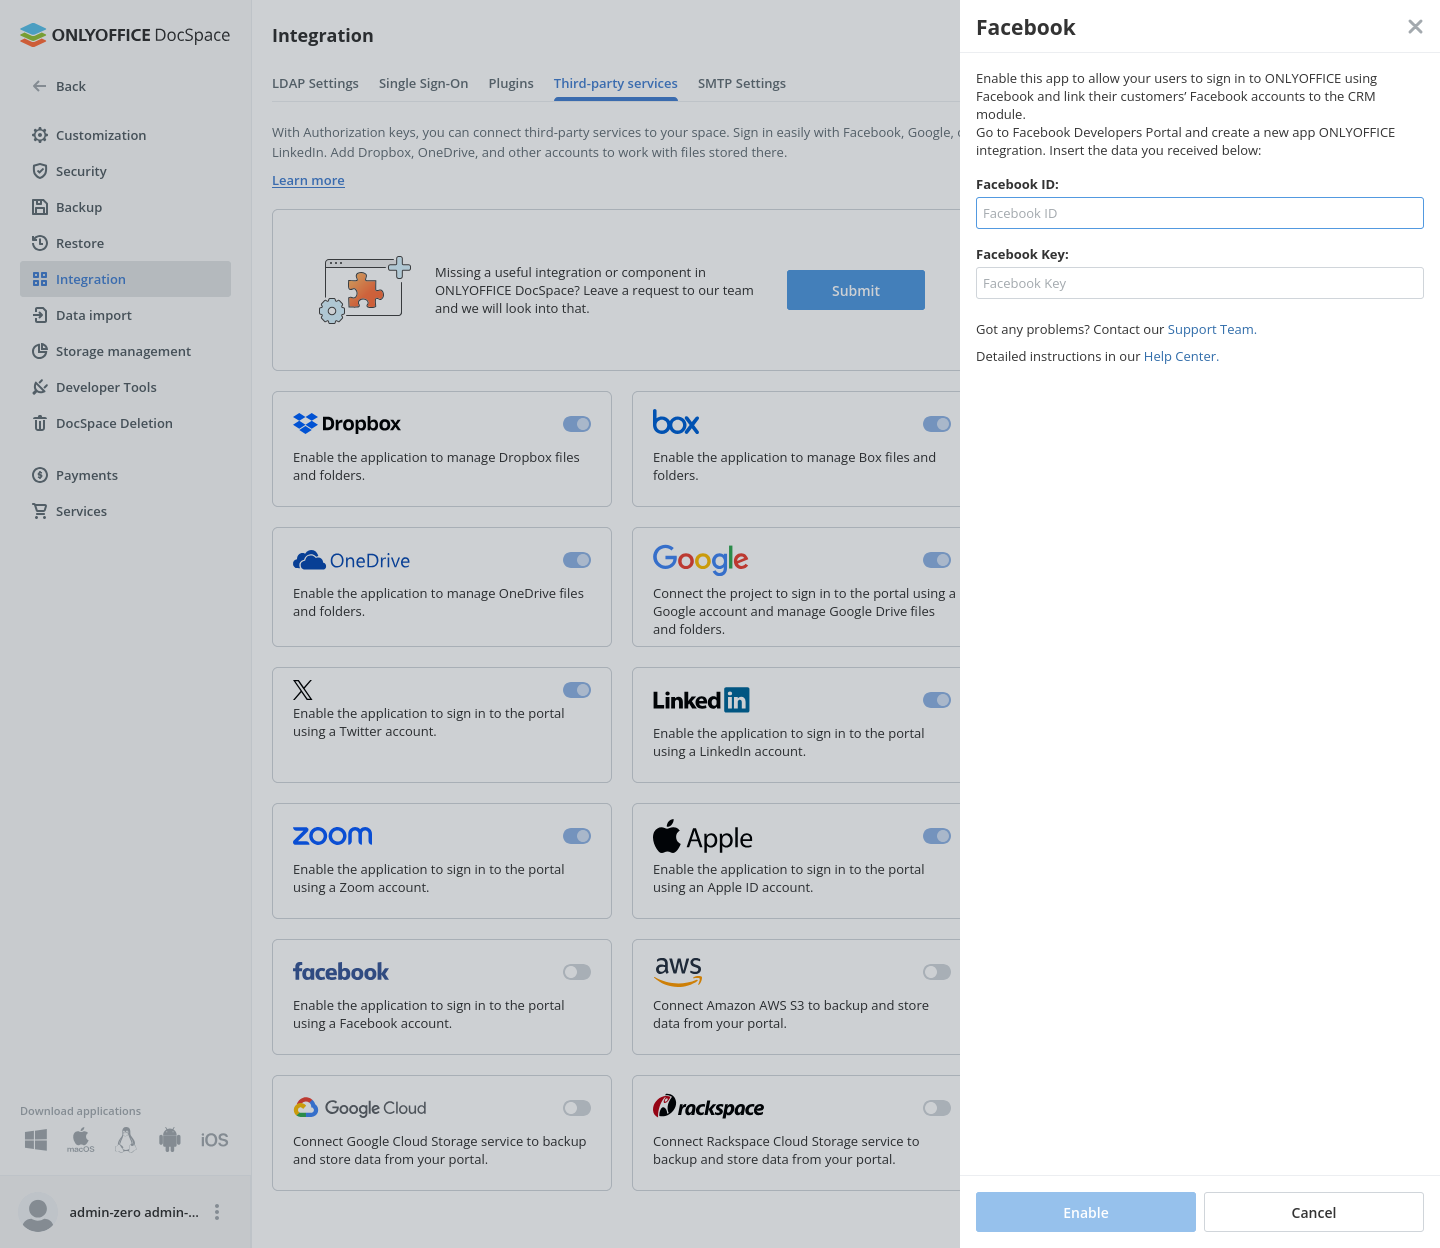 ONLYOFFICE DocSpace
Back
Customization
Security
Backup
Restore
Integration
Data import
Storage management
Developer Tools
DocSpace Deletion
Payments
Services
Download applications
macOS
iOS
admin-zero admin-...
Integration
LDAP Settings
Single Sign-On
Plugins
Third-party services
SMTP Settings
With Authorization keys, you can connect third-party services to your space. Sign in easily with Facebook, Google,
LinkedIn. Add Dropbox, OneDrive, and other accounts to work with files stored there.
Learn more
Missing a useful integration or component in
ONLYOFFICE DocSpace? Leave a request to our team
and we will look into that.
Submit
Dropbox
Enable the application to manage Dropbox files
and folders.
box
Enable the application to manage Box files and
folders.
OneDrive
Enable the application to manage OneDrive files
and folders.
Google
Connect the project to sign in to the portal using a
Google account and manage Google Drive files
and folders.
X
Enable the application to sign in to the portal
using a Twitter account.
Linked in
Enable the application to sign in to the portal
using a LinkedIn account.
zoom
Enable the application to sign in to the portal
using a Zoom account.
Apple
Enable the application to sign in to the portal
using an Apple ID account.
facebook
Enable the application to sign in to the portal
using a Facebook account.
aws
Connect Amazon AWS S3 to backup and store
data from your portal.
Google Cloud
Connect Google Cloud Storage service to backup
and store data from your portal.
rackspace
Connect Rackspace Cloud Storage service to
backup and store data from your portal.
Facebook
Enable this app to allow your users to sign in to ONLYOFFICE using
Facebook and link their customers’ Facebook accounts to the CRM
module.
Go to Facebook Developers Portal and create a new app ONLYOFFICE
integration. Insert the data you received below:
Facebook ID:
Facebook ID
Facebook Key:
Facebook Key
Got any problems? Contact our Support Team.
Detailed instructions in our Help Center.
Enable
Cancel